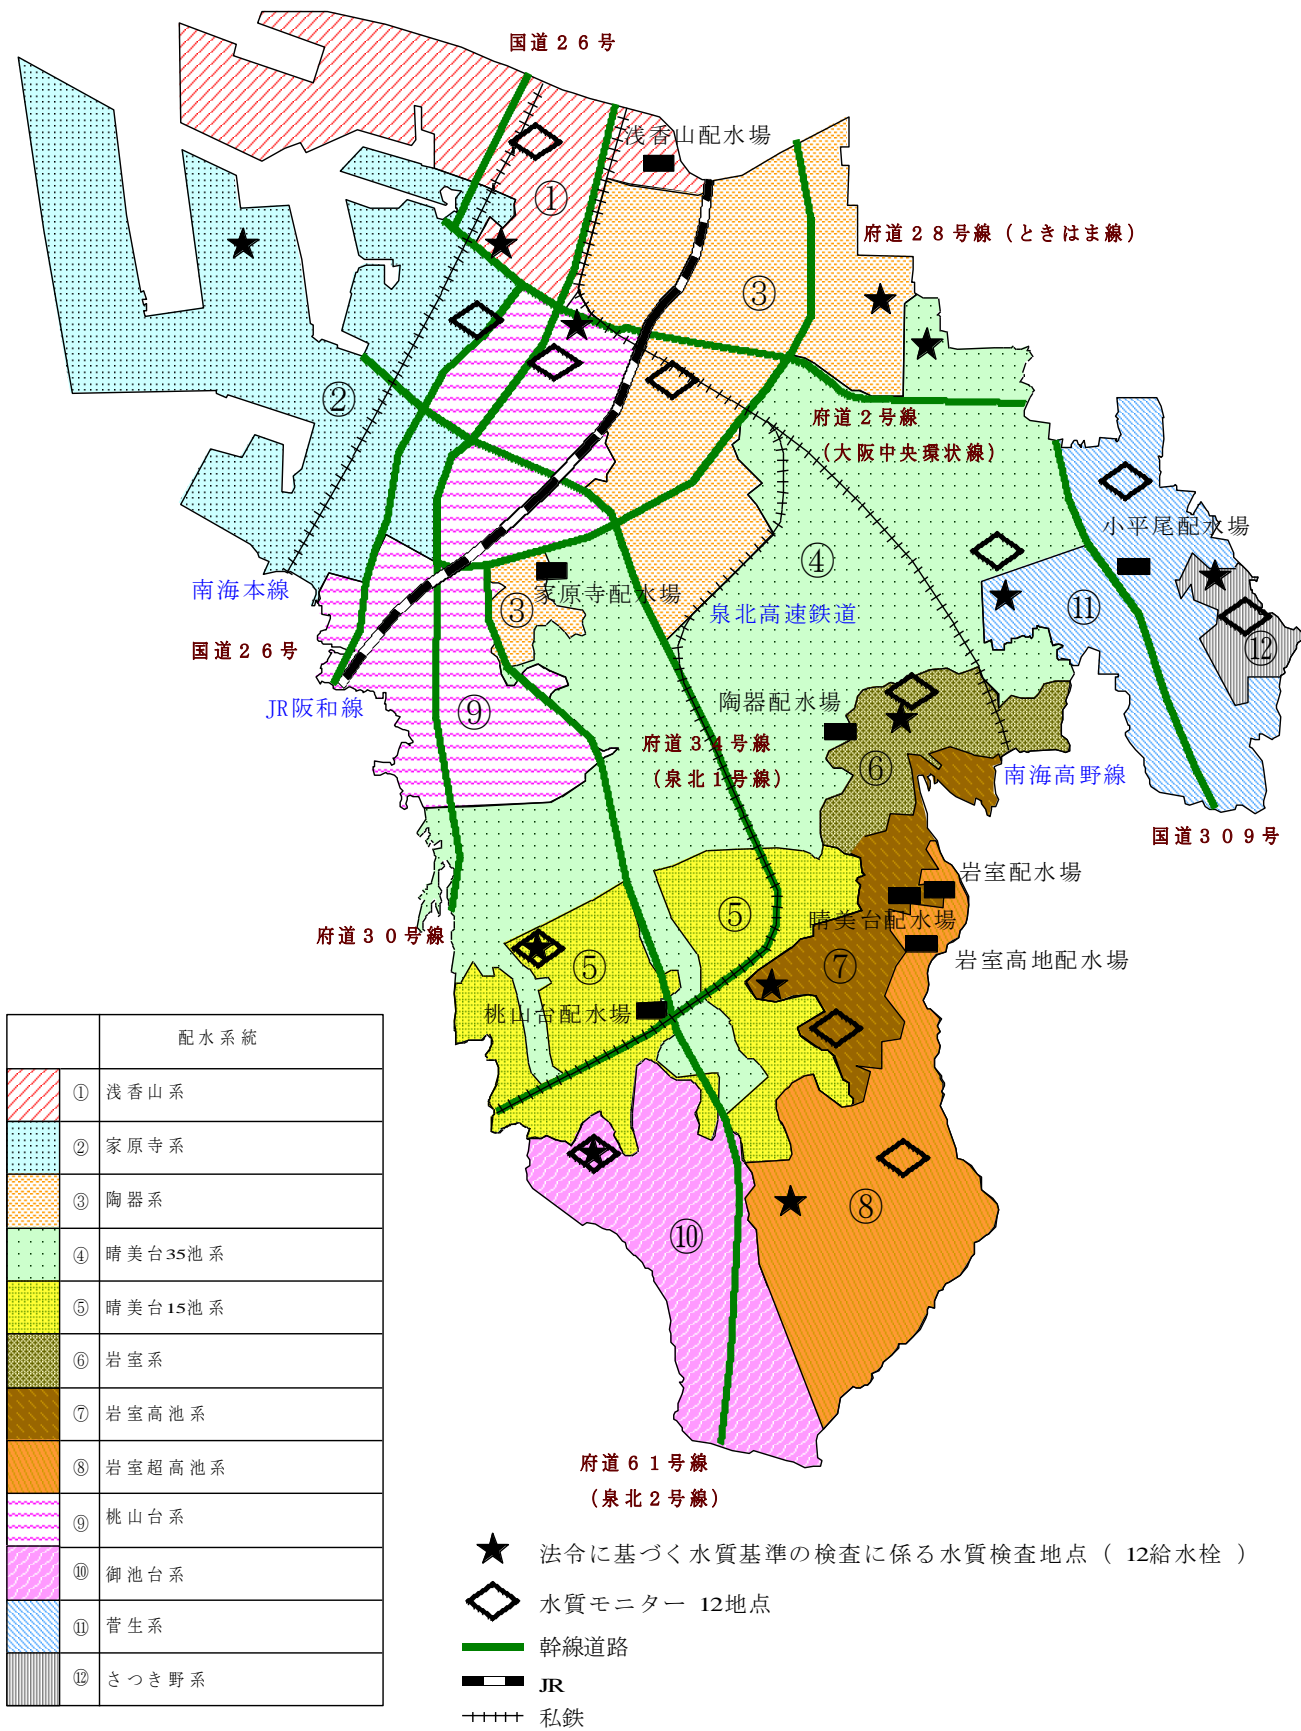 国道２６号
浅香山配水場
①
府道２８号線（ときはま線）
③
②
府道２号線
（大阪中央環状線）
小平尾配水場
南海本線
家原寺配水場
④
③
泉北高速鉄道
⑪
⑫
国道２６号
JR阪和線
⑨
陶器配水場
府道３４号線
（泉北１号線）
⑥
南海高野線
国道３０９号
岩室配水場
晴美台配水場
⑤
府道３０号線
⑤
⑦
岩室高地配水場
桃山台配水場
⑧
⑩
府道６１号線
（泉北２号線）
配水系統
① 浅香山系
② 家原寺系
③ 陶器系
④ 晴美台35池系
⑤ 晴美台15池系
⑥ 岩室系
⑦ 岩室高池系
⑧ 岩室超高池系
⑨ 桃山台系
⑩ 御池台系
⑪ 菅生系
⑫ さつき野系
法令に基づく水質基準の検査に係る水質検査地点（ 12給水栓 ）
水質モニター 12地点
幹線道路
JR
私鉄